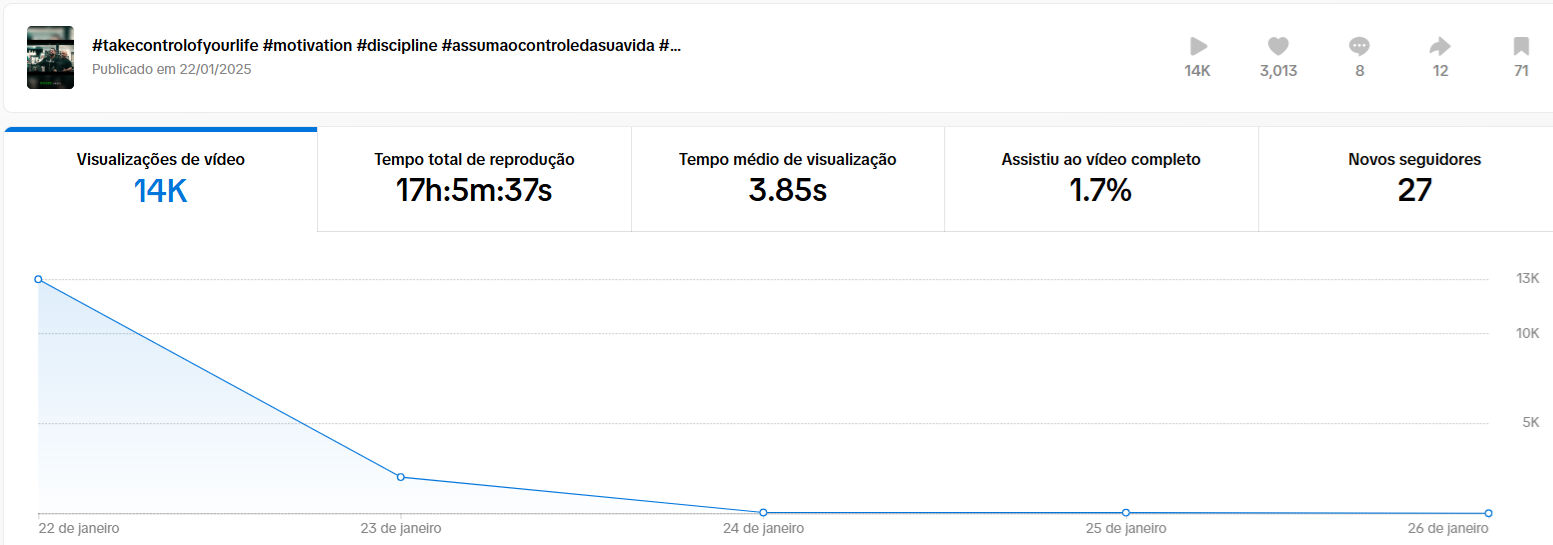 #takecontrolofyourlife #motivation #discipline #assumaocontroledasuavida #...
Publicado em 22/01/2025
14K 3,013 8 12 71
Visualizações de vídeo
14K
Tempo total de reprodução
17h:5m:37s
Tempo médio de visualização
3.85s
Assistiu ao vídeo completo
1.7%
Novos seguidores
27
13K
10K
5K
22 de janeiro 23 de janeiro 24 de janeiro 25 de janeiro 26 de janeiro